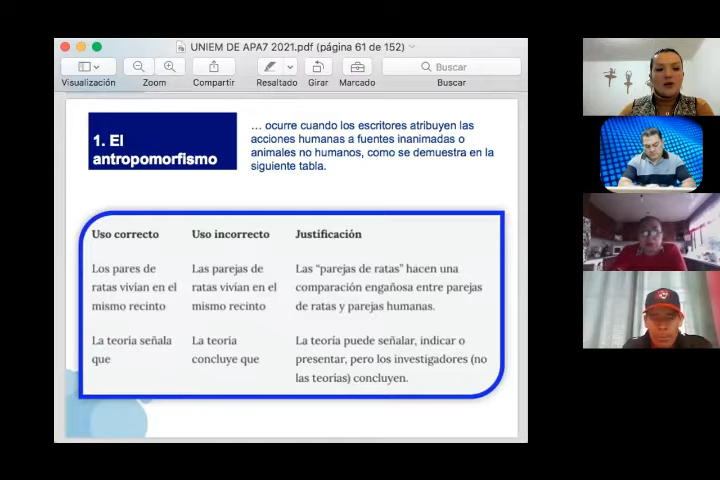 UNIEM DE APA7 2021.pdf (página 61 de 152)
Buscar
Visualización Zoom Compartir Resaltado Girar Marcado Buscar
1. El
antropomorfismo
… ocurre cuando los escritores atribuyen las
acciones humanas a fuentes inanimadas o
animales no humanos, como se demuestra en la
siguiente tabla.
Uso correcto Uso incorrecto Justificación
Los pares de
ratas vivían en el
mismo recinto
Las parejas de
ratas vivían en el
mismo recinto
Las “parejas de ratas” hacen una
comparación engañosa entre parejas
de ratas y parejas humanas.
La teoría señala
que
La teoría
concluye que
La teoría puede señalar, indicar o
presentar, pero los investigadores (no
las teorías) concluyen.